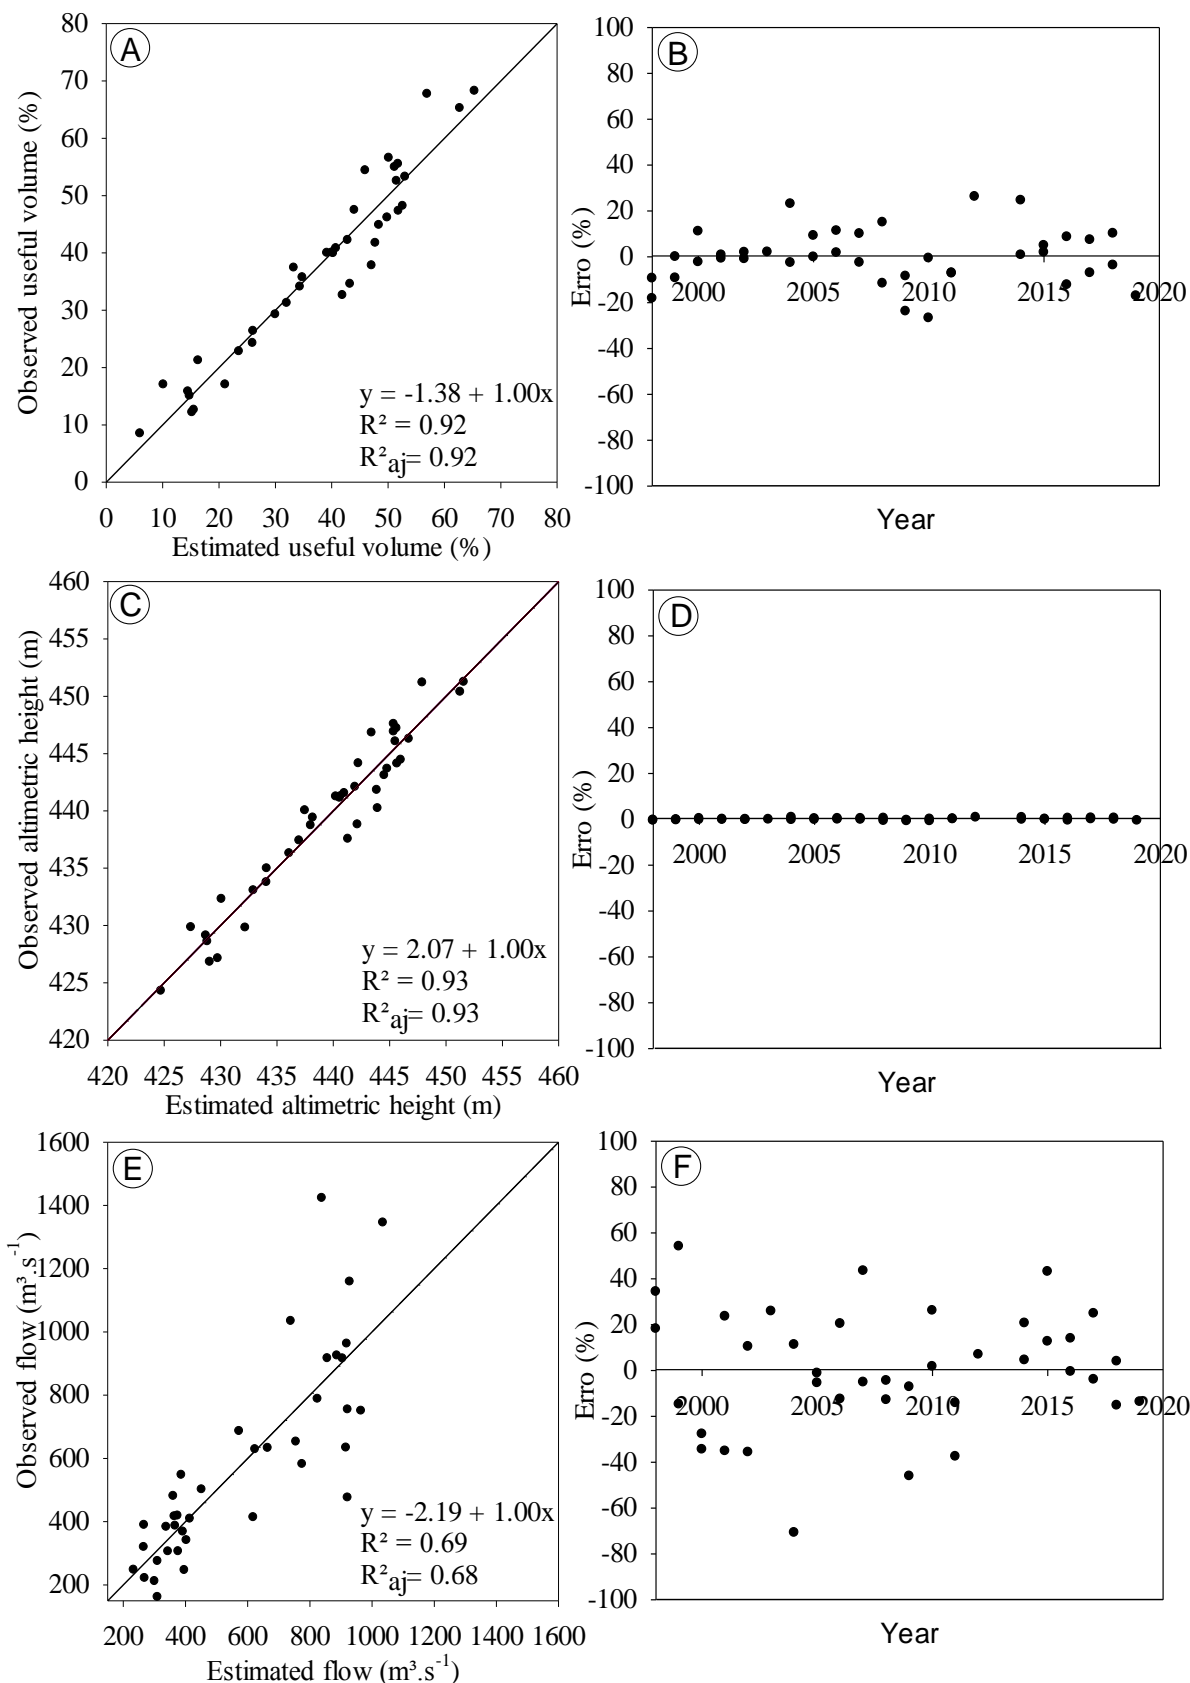 A
Observed useful volume (%)
80
70
60
50
40
30
20
10
0
y = -1.38 + 1.00x
R² = 0.92
R²aj= 0.92
0 10 20 30 40 50 60 70 80
Estimated useful volume (%)
B
Erro (%)
100
80
60
40
20
0
-20
-40
-60
-80
-100
2000 2005 2010 2015 2020
Year
C
Observed altimetric height (m)
460
455
450
445
440
435
430
425
420
y = 2.07 + 1.00x
R² = 0.93
R²aj= 0.93
420 425 430 435 440 445 450 455 460
Estimated altimetric height (m)
D
Erro (%)
100
80
60
40
20
0
-20
-40
-60
-80
-100
2000 2005 2010 2015 2020
Year
E
Observed flow (m³.s-1)
1600
1400
1200
1000
800
600
400
200
y = -2.19 + 1.00x
R² = 0.69
R²aj= 0.68
200 400 600 800 1000 1200 1400 1600
Estimated flow (m³.s-1)
F
Erro (%)
100
80
60
40
20
0
-20
-40
-60
-80
-100
2000 2005 2010 2015 2020
Year